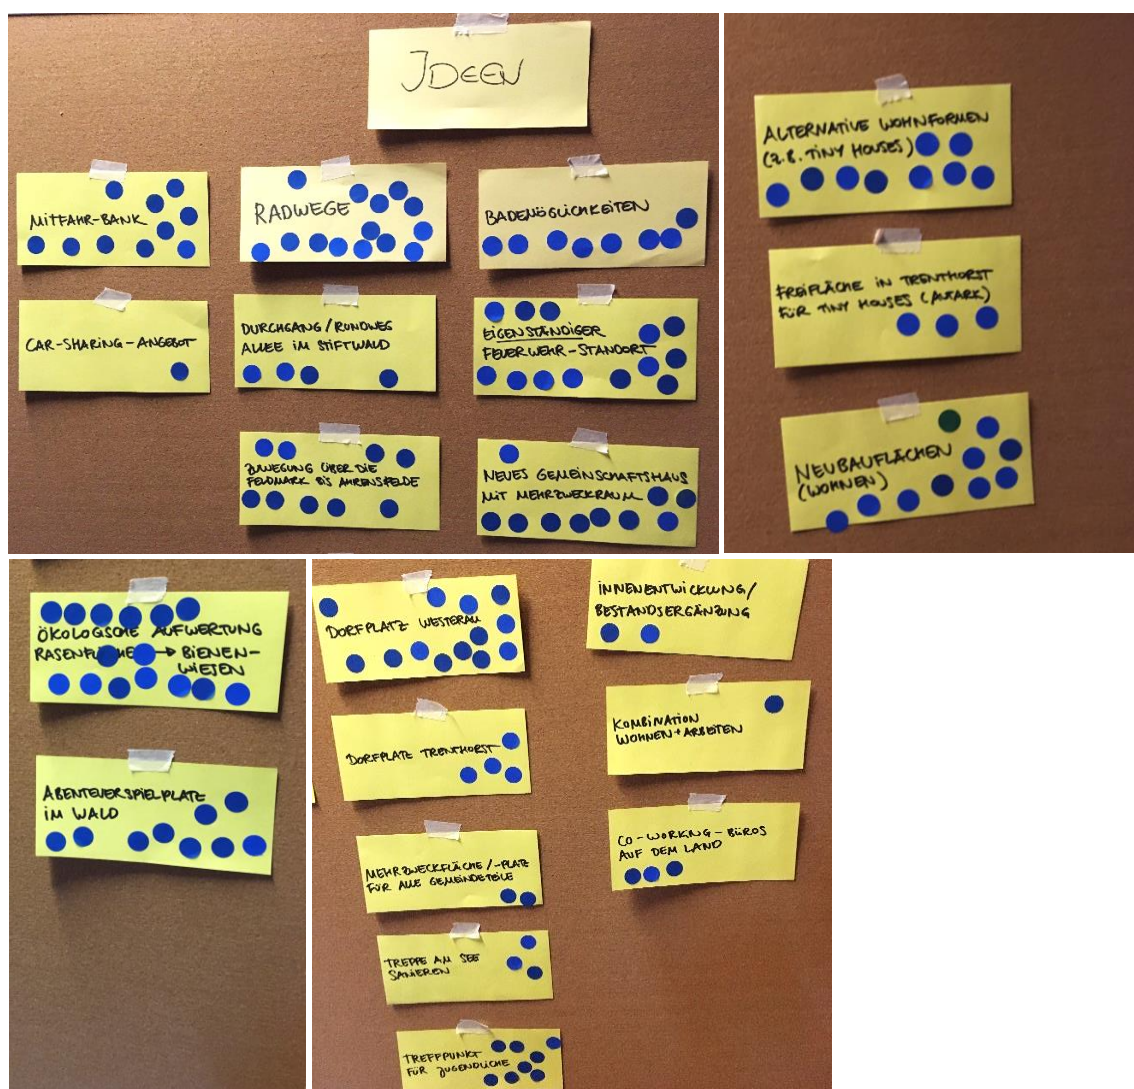 IDEEN
MITFAHR-BANK
RADWEGE
BADEMÖGLICHKEITEN
CAR-SHARING-ANGEBOT
DURCHGANG/RUNDWEG
ALLEE IM STIFTWALD
EIGENSTÄNDIGER
FEUERWEHR-STANDORT
ZUWEGUNG ÜBER DIE
FELDMARK BIS AHRENSFELDE
NEUES GEMEINSCHAFTSHAUS
MIT MEHRZWECKRAUM
ALTERNATIVE WOHNFORMEN
(Z.B. TINY HOUSES)
FREIFLÄCHE IN TRENTHORST
FÜR TINY HOUSES (AUTARK)
NEUBAUFLÄCHEN
(WOHNEN)
ÖKOLOGISCHE AUFWERTUNG
RASENFLÄCHE → BIENEN-
WIESEN
ABENTEUERSPIELPLATZ
IM WALD
DORFPLATZ WESTERAU
DORFPLATZ TRENTHORST
MEHRZWECKFLÄCHE/-PLATZ
FÜR ALLE GEMEINDETEILE
TREPPE AM SEE
SANIEREN
TREFFPUNKT
FÜR JUGENDLICHE
INNENENTWICKLUNG/
BESTANDSERGÄNZUNG
KOMBINATION
WOHNEN+ARBEITEN
CO-WORKING-BÜROS
AUF DEM LAND